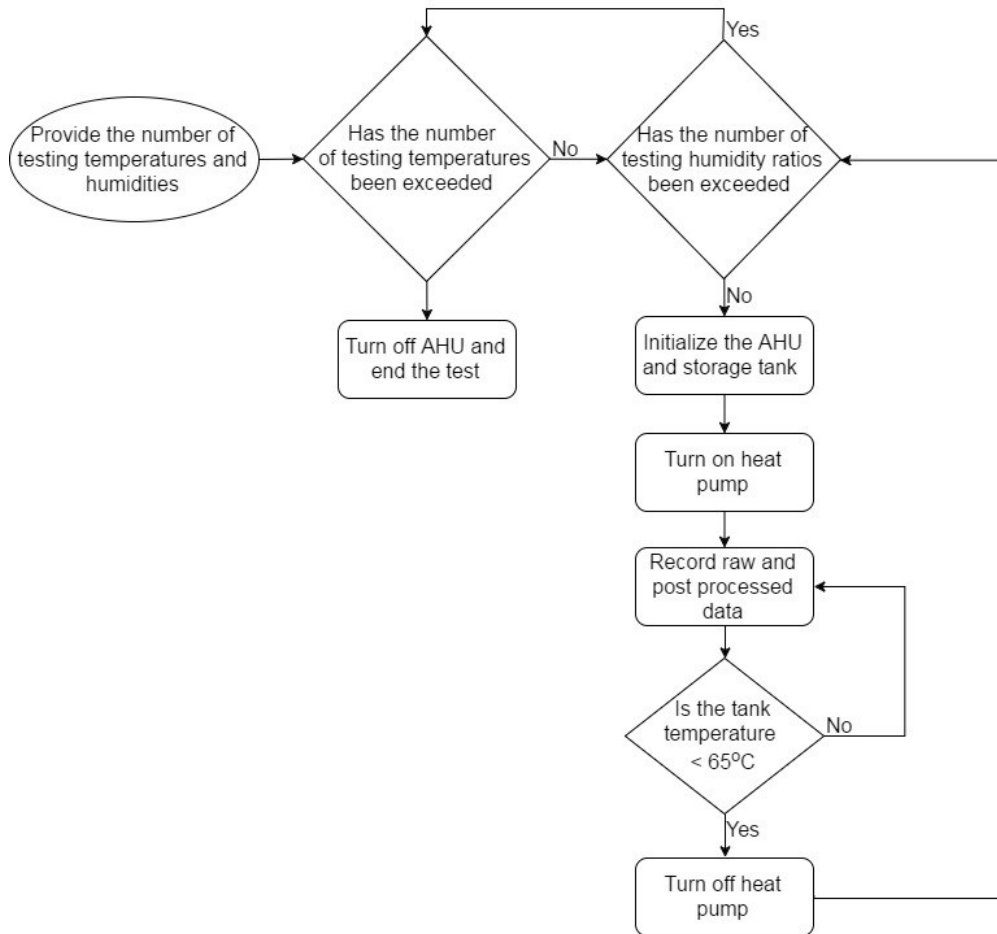 Yes
Provide the number of
testing temperatures and
humidities
Has the number
of testing temperatures
been exceeded
No
Has the number of
testing humidity ratios
been exceeded
No
Turn off AHU and
end the test
Initialize the AHU
and storage tank
Turn on heat
pump
Record raw and
post processed
data
Is the tank
temperature
< 65°C
No
Yes
Turn off heat
pump